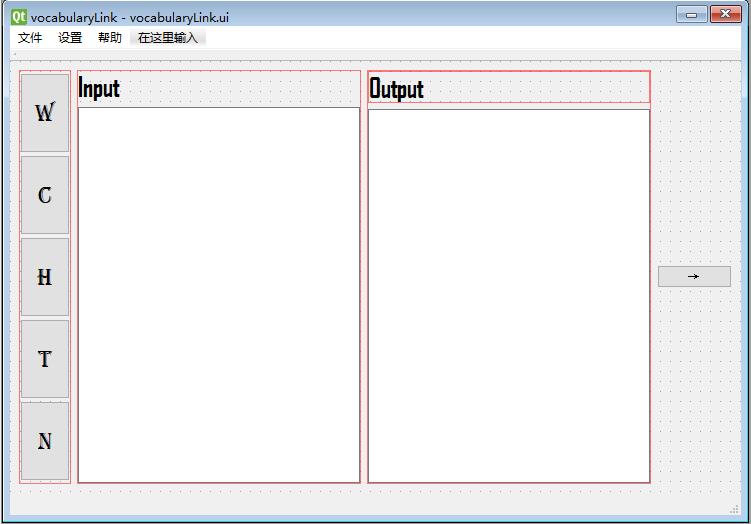 Qt vocabularyLink - vocabularyLink.ui
文件 设置 帮助 在这里输入
Input Output
W
C
H
→
T
N